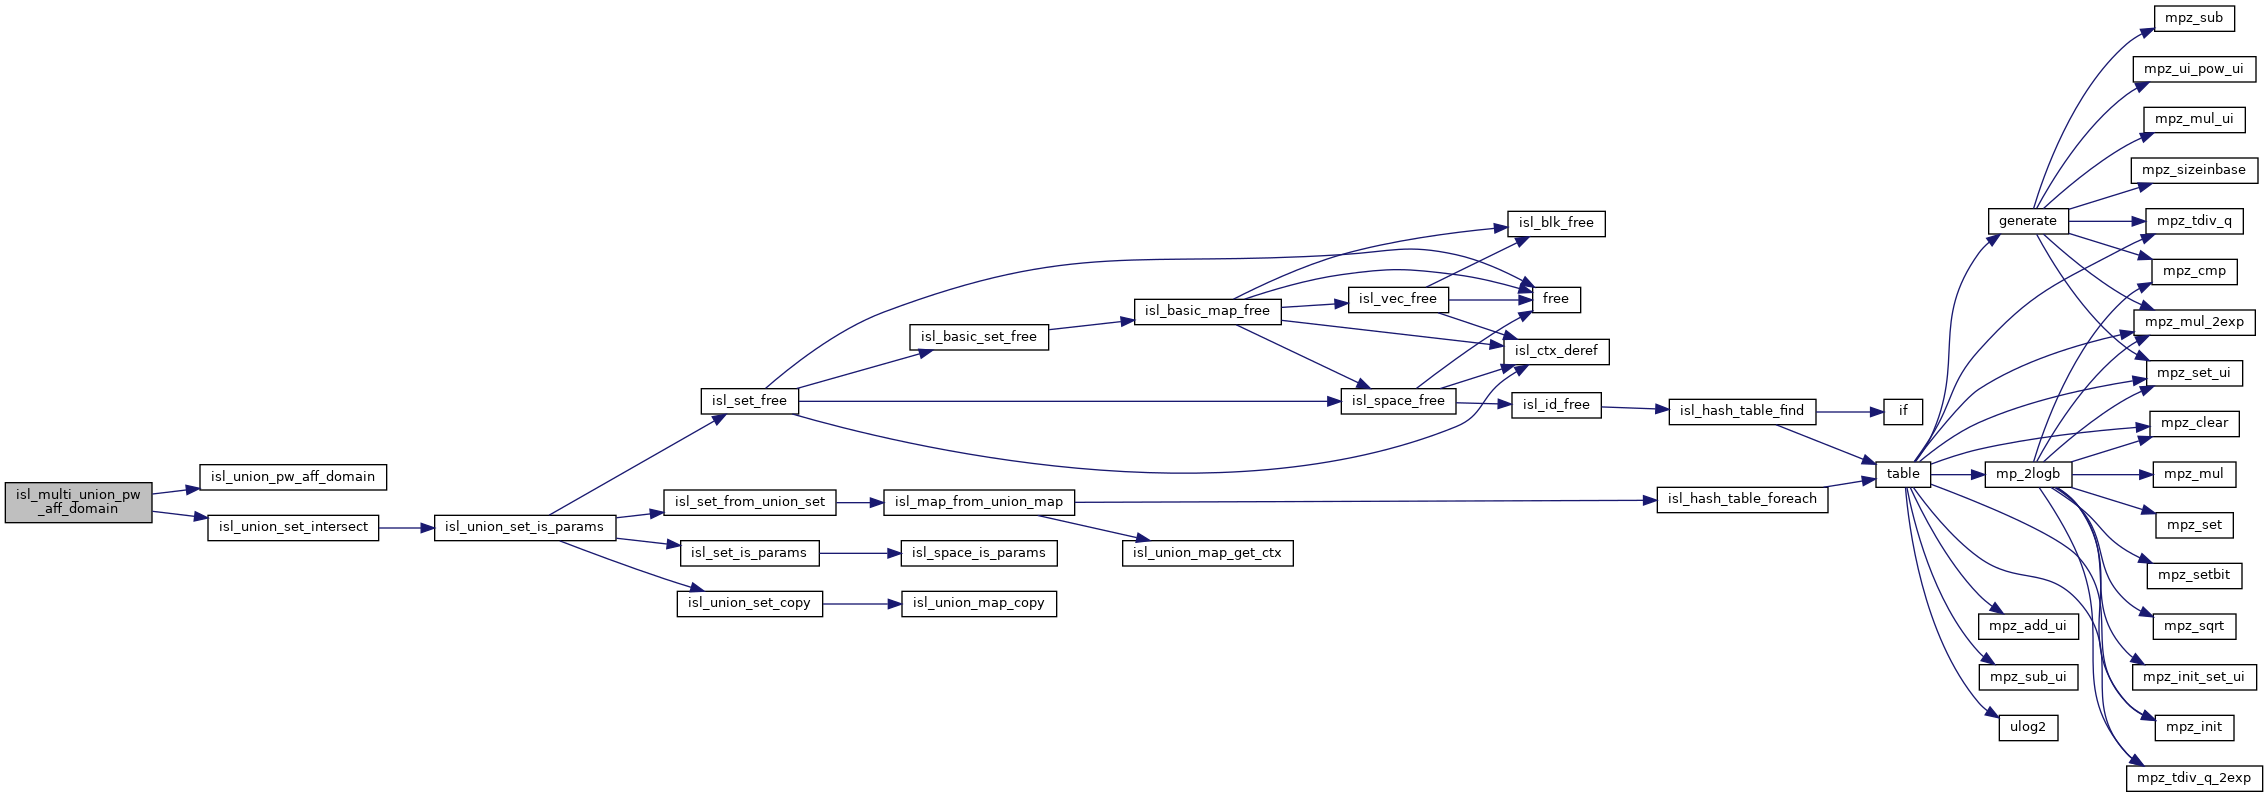 isl_multi_union_pw
_aff_domain
isl_union_pw_aff_domain
isl_union_set_intersect
isl_union_set_is_params
isl_set_free
isl_set_from_union_set
isl_set_is_params
isl_union_set_copy
isl_basic_set_free
isl_map_from_union_map
isl_space_is_params
isl_union_map_copy
isl_basic_map_free
isl_union_map_get_ctx
isl_vec_free
isl_space_free
isl_blk_free
free
isl_ctx_deref
isl_id_free
isl_hash_table_find
isl_hash_table_foreach
if
table
generate
mp_2logb
mpz_add_ui
mpz_sub_ui
ulog2
mpz_sub
mpz_ui_pow_ui
mpz_mul_ui
mpz_sizeinbase
mpz_tdiv_q
mpz_cmp
mpz_mul_2exp
mpz_set_ui
mpz_clear
mpz_mul
mpz_set
mpz_setbit
mpz_sqrt
mpz_init_set_ui
mpz_init
mpz_tdiv_q_2exp